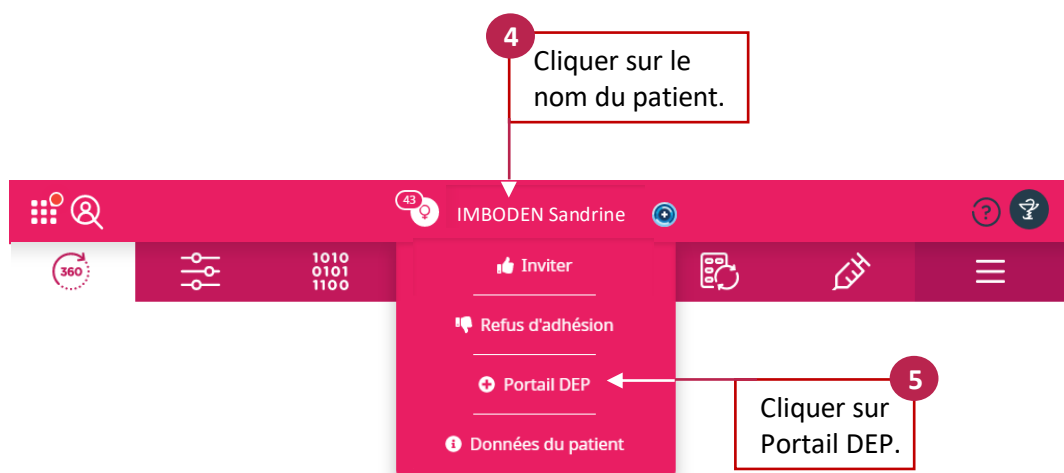 4
Cliquer sur le
nom du patient.
43
IMBODEN Sandrine
?
360
1010
0101
1100
Inviter
Refus d'adhésion
Portail DEP
Données du patient
5
Cliquer sur
Portail DEP.